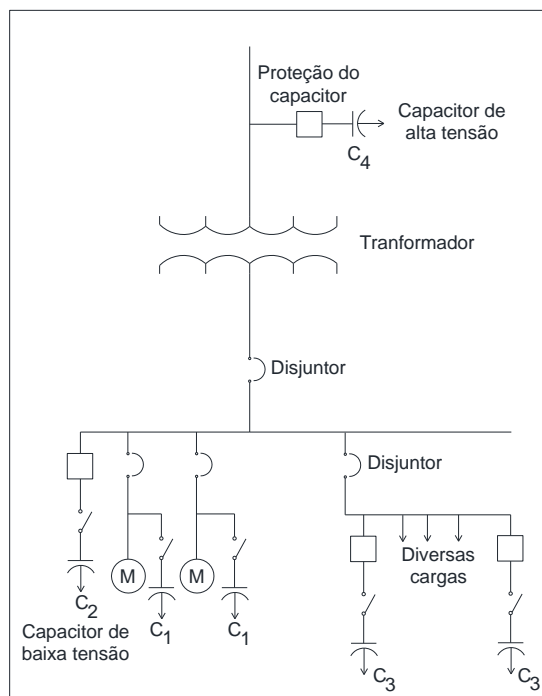 Proteção do
capacitor
Capacitor de
alta tensão
C4
Tranformador
Disjuntor
Disjuntor
M
M
Diversas
cargas
C2
Capacitor de
baixa tensão
C1
C1
C3
C3